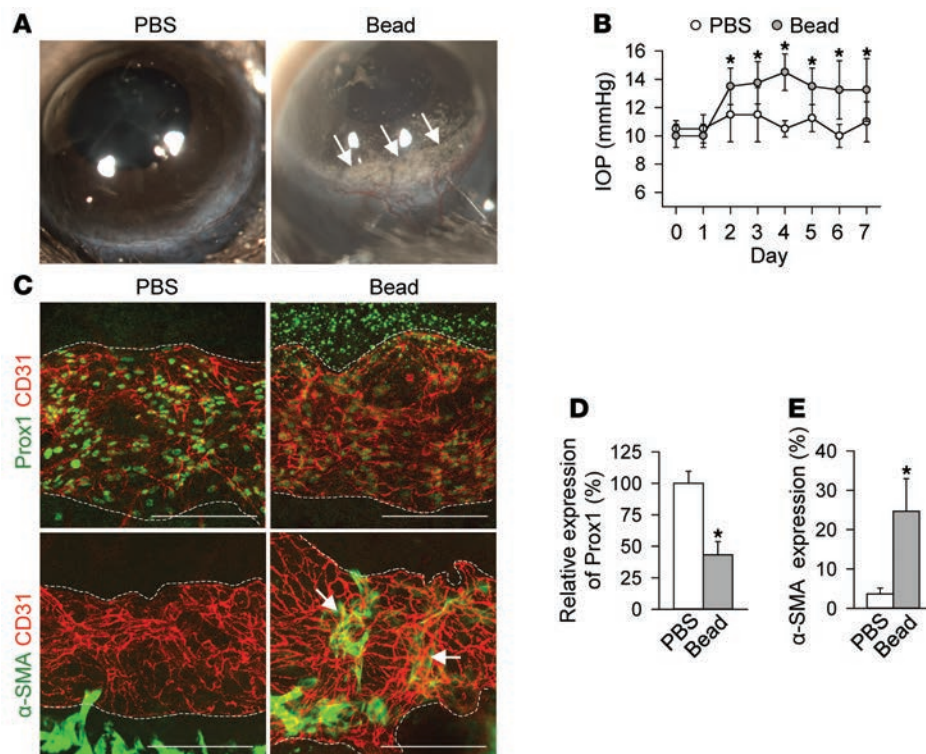 A
PBS
Bead
B
PBS
Bead
IOP (mmHg)
16
14
12
10
8
6
*
*
*
*
*
*
0
1
2
3
4
5
6
7
Day
C
PBS
Bead
Prox1 CD31
α-SMA CD31
D
Relative expression
of Prox1 (%)
125
100
75
50
25
0
*
PBS
Bead
E
α-SMA expression (%)
40
30
20
10
0
*
PBS
Bead